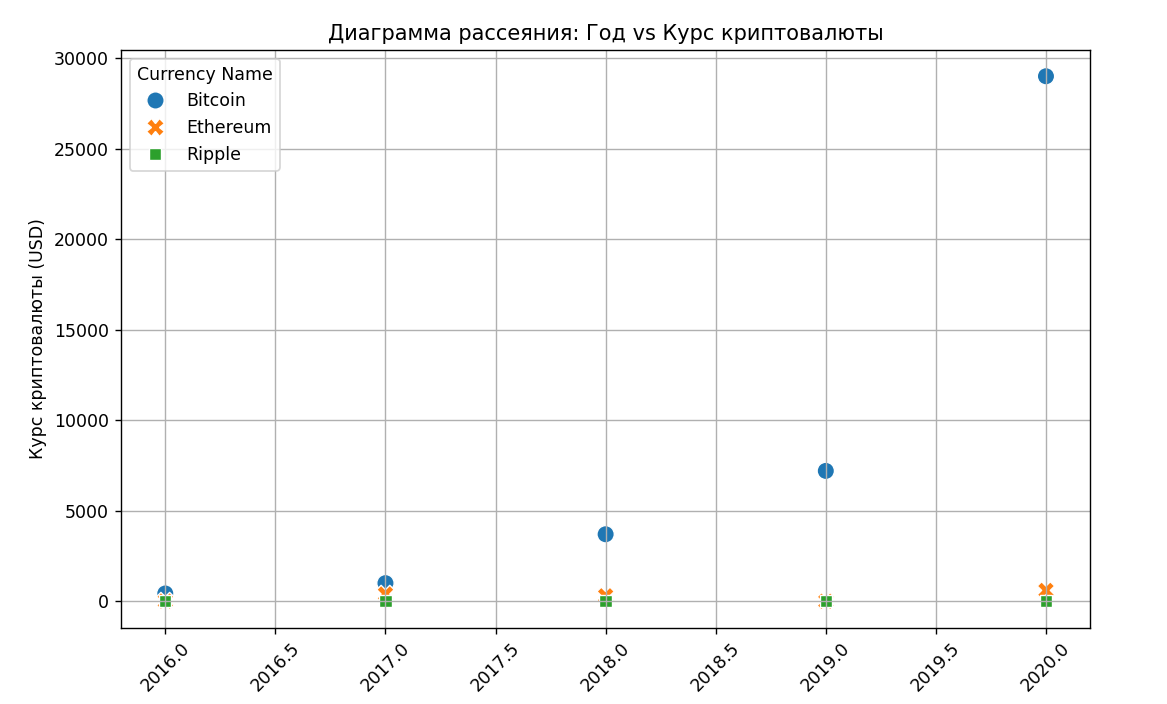 Диаграмма рассеяния: Год vs Курс криптовалюты
Currency Name
Bitcoin
Ethereum
Ripple
Курс криптовалюты (USD)
30000
25000
20000
15000
10000
5000
0
2016.0
2016.5
2017.0
2017.5
2018.0
2018.5
2019.0
2019.5
2020.0